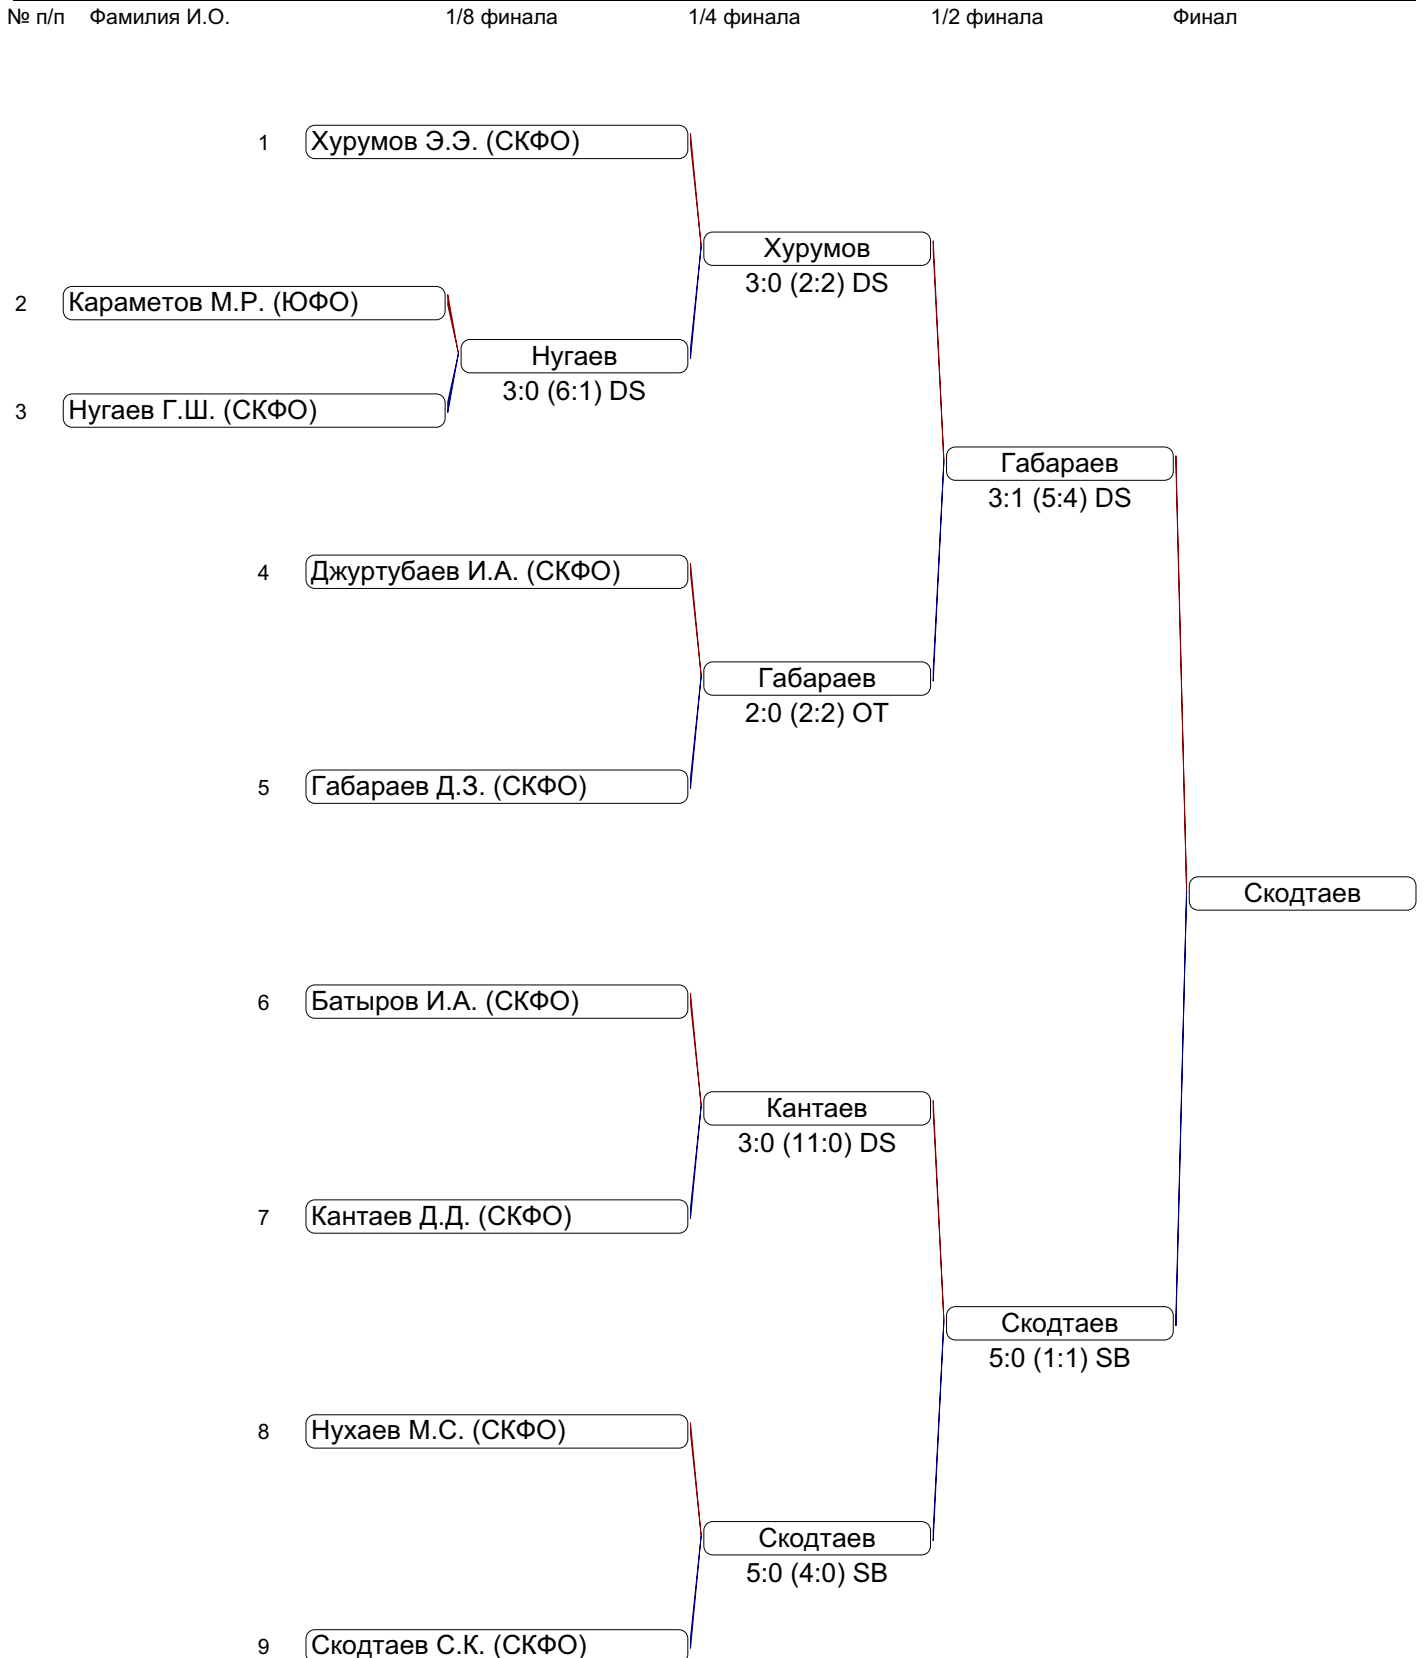 № п/п Фамилия И.О. 1/8 финала 1/4 финала 1/2 финала Финал
1 Хурумов Э.Э. (СКФО)
Хурумов
3:0 (2:2) DS
2 Караметов М.Р. (ЮФО)
Нугаев
3:0 (6:1) DS
3 Нугаев Г.Ш. (СКФО)
Габараев
3:1 (5:4) DS
4 Джуртубаев И.А. (СКФО)
Габараев
2:0 (2:2) OT
5 Габараев Д.З. (СКФО)
Скодтаев
6 Батыров И.А. (СКФО)
Кантаев
3:0 (11:0) DS
7 Кантаев Д.Д. (СКФО)
Скодтаев
5:0 (1:1) SB
8 Нухаев М.С. (СКФО)
Скодтаев
5:0 (4:0) SB
9 Скодтаев С.К. (СКФО)